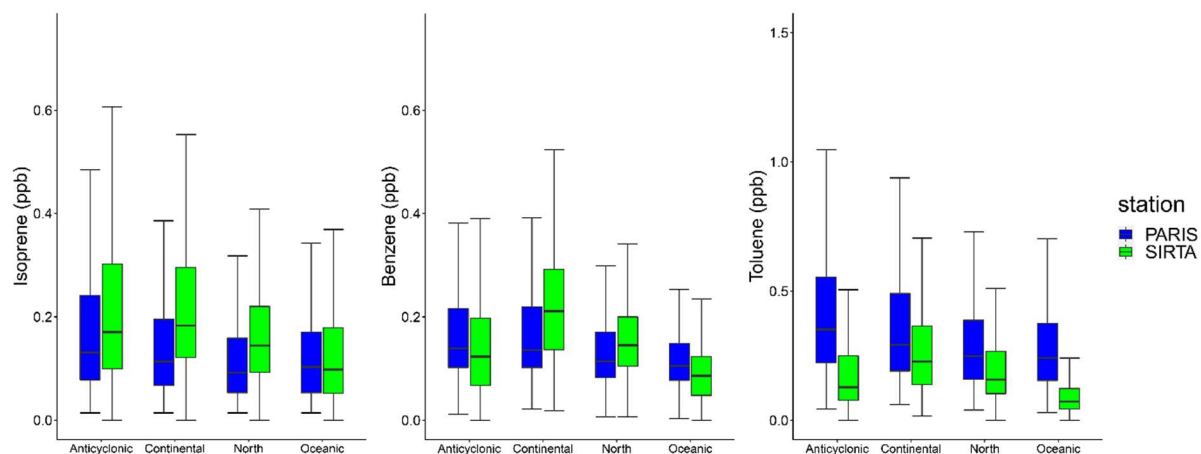 Isoprene (ppb)
0.6
0.4
0.2
0.0
Anticyclonic Continental North Oceanic
Benzene (ppb)
0.6
0.4
0.2
0.0
Anticyclonic Continental North Oceanic
Toluene (ppb)
1.5
1.0
0.5
0.0
Anticyclonic Continental North Oceanic
station
PARIS
SIRTA